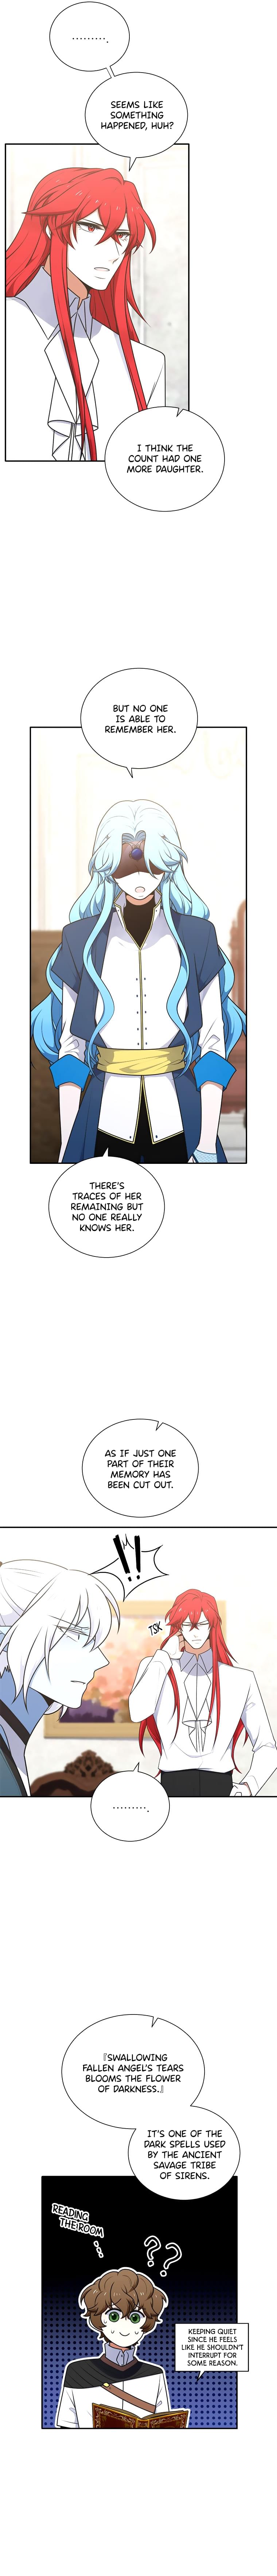 ..........
SEEMS LIKE
SOMETHING
HAPPENED, HUH?
I THINK THE
COUNT HAD ONE
MORE DAUGHTER.
BUT NO ONE
IS ABLE TO
REMEMBER HER.
THERE'S
TRACES OF HER
REMAINING BUT
NO ONE REALLY
KNOWS HER.
AS IF JUST ONE
PART OF THEIR
MEMORY HAS
BEEN CUT OUT.
!!
TSK
..........
『SWALLOWING
FALLEN ANGEL'S TEARS
BLOOMS THE FLOWER
OF DARKNESS.』
IT'S ONE OF THE
DARK SPELLS USED
BY THE ANCIENT
SAVAGE TRIBE
OF SIRENS.
READING
THE ROOM
...
???
KEEPING QUIET
SINCE HE FEELS
LIKE HE SHOULDN'T
INTERRUPT FOR
SOME REASON.